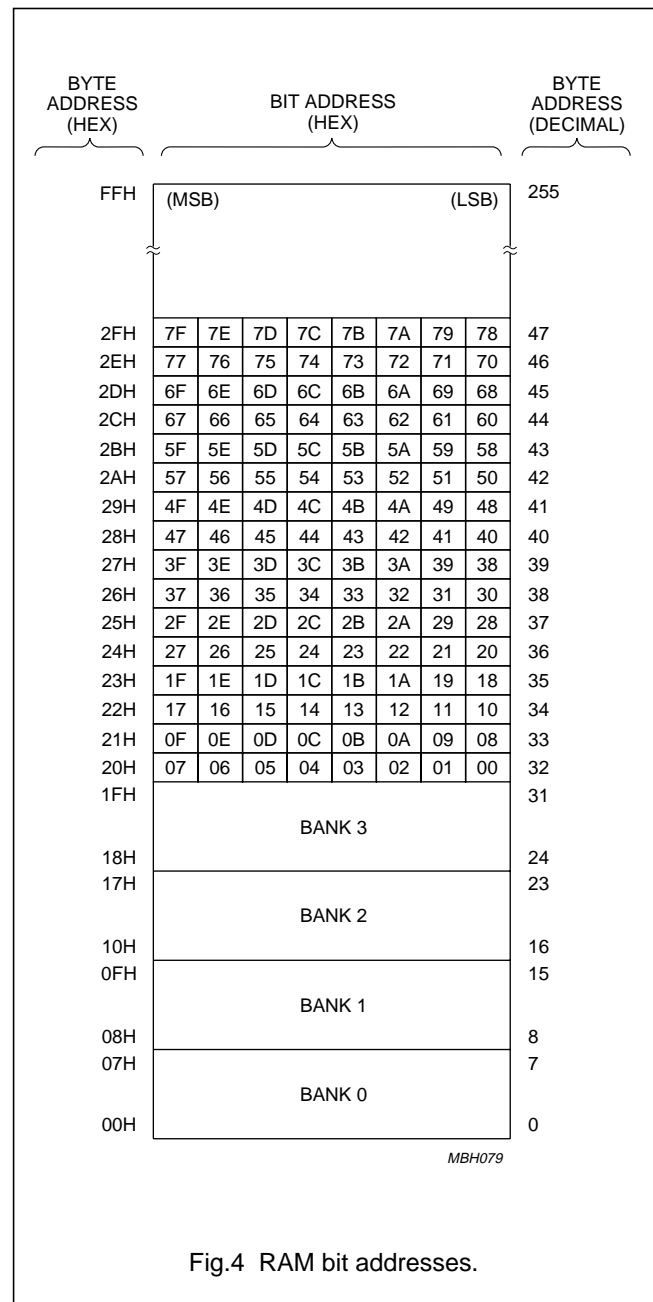 BYTE ADDRESS (HEX)
BIT ADDRESS (HEX)
BYTE ADDRESS (DECIMAL)
FFH (MSB) (LSB) 255
2FH 7F 7E 7D 7C 7B 7A 79 78 47
2EH 77 76 75 74 73 72 71 70 46
2DH 6F 6E 6D 6C 6B 6A 69 68 45
2CH 67 66 65 64 63 62 61 60 44
2BH 5F 5E 5D 5C 5B 5A 59 58 43
2AH 57 56 55 54 53 52 51 50 42
29H 4F 4E 4D 4C 4B 4A 49 48 41
28H 47 46 45 44 43 42 41 40 40
27H 3F 3E 3D 3C 3B 3A 39 38 39
26H 37 36 35 34 33 32 31 30 38
25H 2F 2E 2D 2C 2B 2A 29 28 37
24H 27 26 25 24 23 22 21 20 36
23H 1F 1E 1D 1C 1B 1A 19 18 35
22H 17 16 15 14 13 12 11 10 34
21H 0F 0E 0D 0C 0B 0A 09 08 33
20H 07 06 05 04 03 02 01 00 32
1FH 31
BANK 3
18H 24
17H 23
BANK 2
10H 16
0FH 15
BANK 1
08H 8
07H 7
BANK 0
00H 0
MBH079
Fig.4 RAM bit addresses.